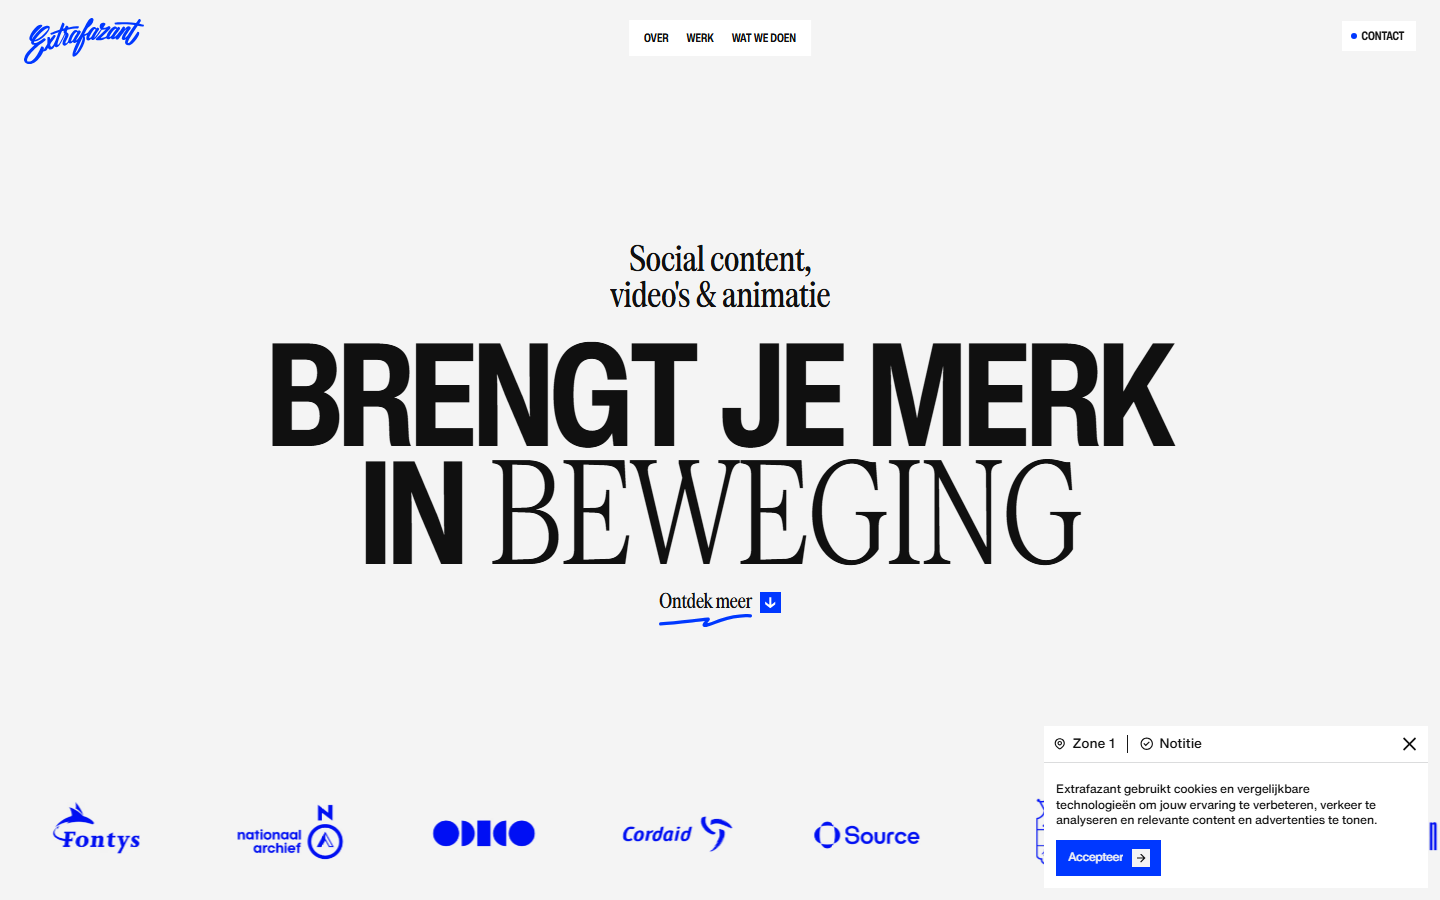 Extrafazant
OVER WERK WAT WE DOEN
CONTACT
Social content,
video's & animatie
BRENGT JE MERK
IN BEWEGING
Ontdek meer
Zone 1 Notitie
Extrafazant gebruikt cookies en vergelijkbare
technologieën om jouw ervaring te verbeteren, verkeer te
analyseren en relevante content en advertenties te tonen.
Accepteer
Fontys
N
nationaal
archief
ODICO
Cordaid
Source